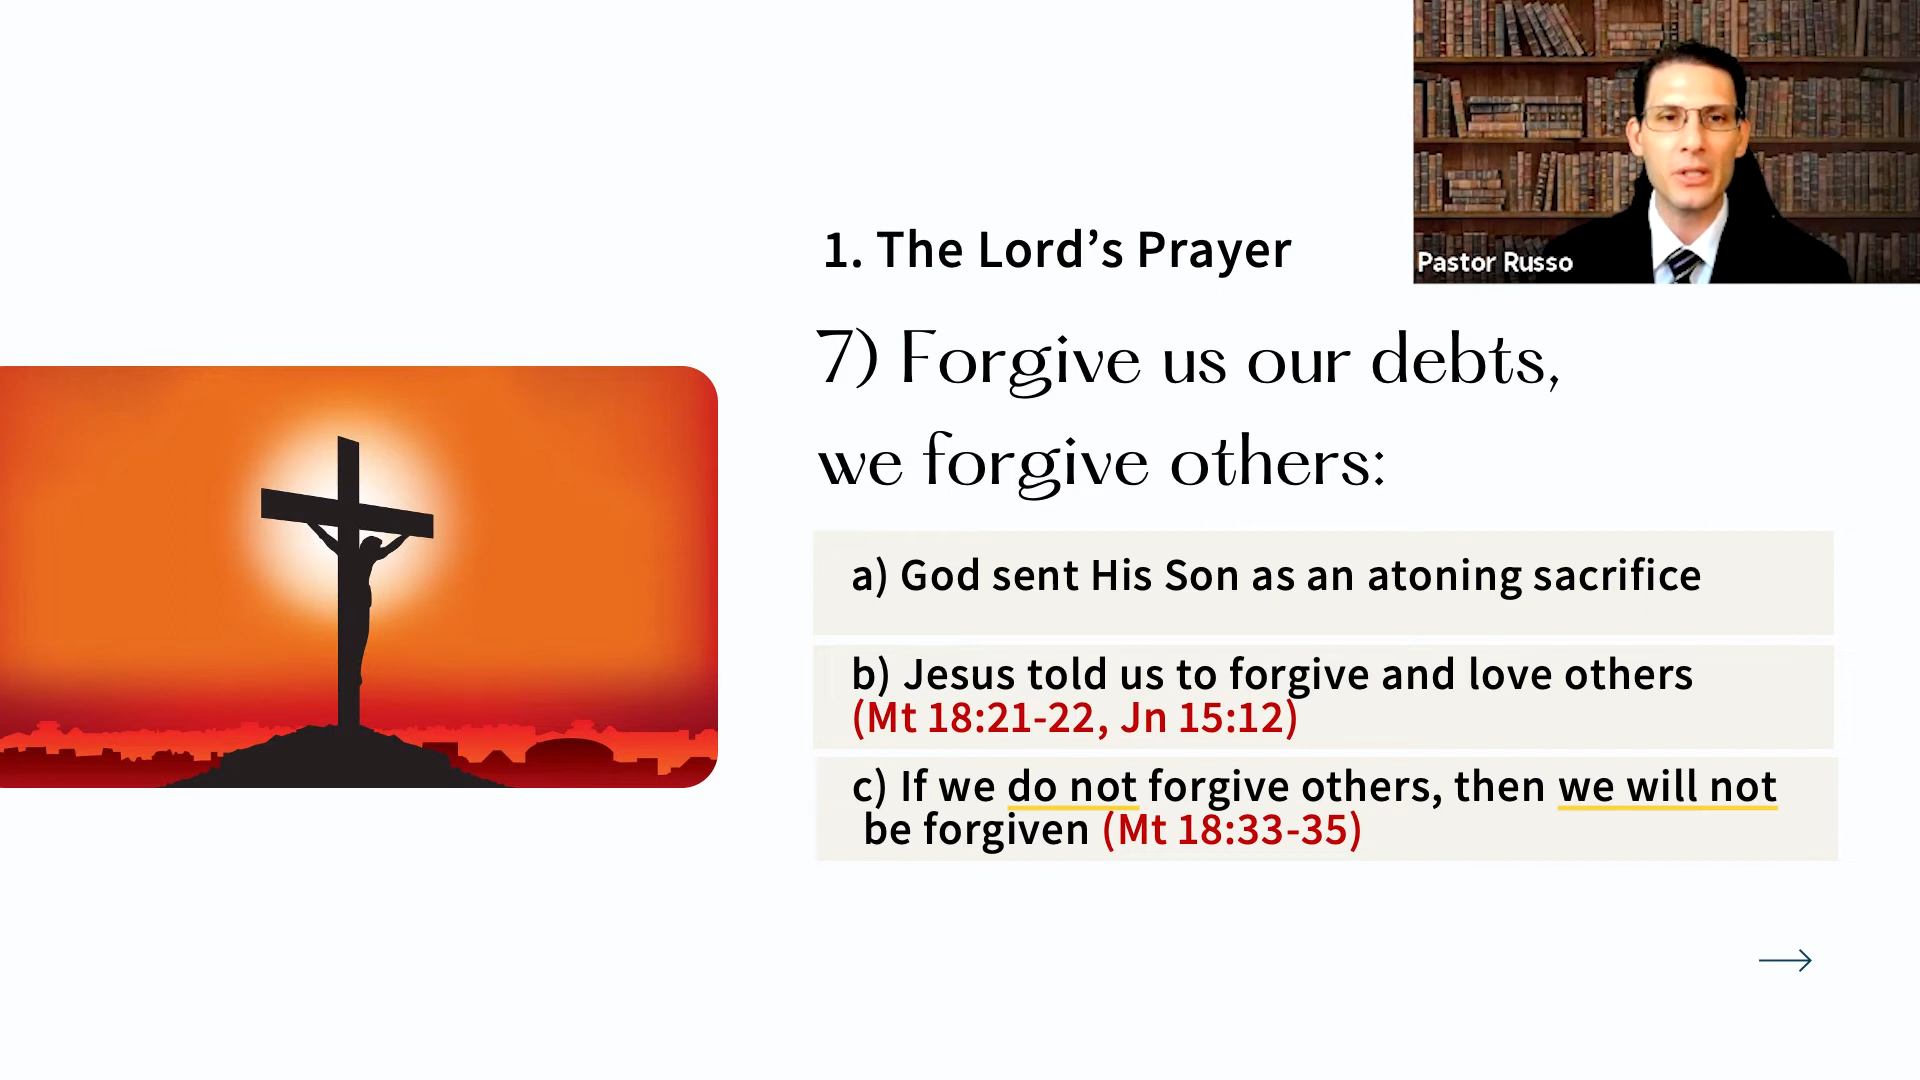 Pastor Russo
1. The Lord’s Prayer
7) Forgive us our debts,
we forgive others:
a) God sent His Son as an atoning sacrifice
b) Jesus told us to forgive and love others
(Mt 18:21-22, Jn 15:12)
c) If we do not forgive others, then we will not
be forgiven (Mt 18:33-35)